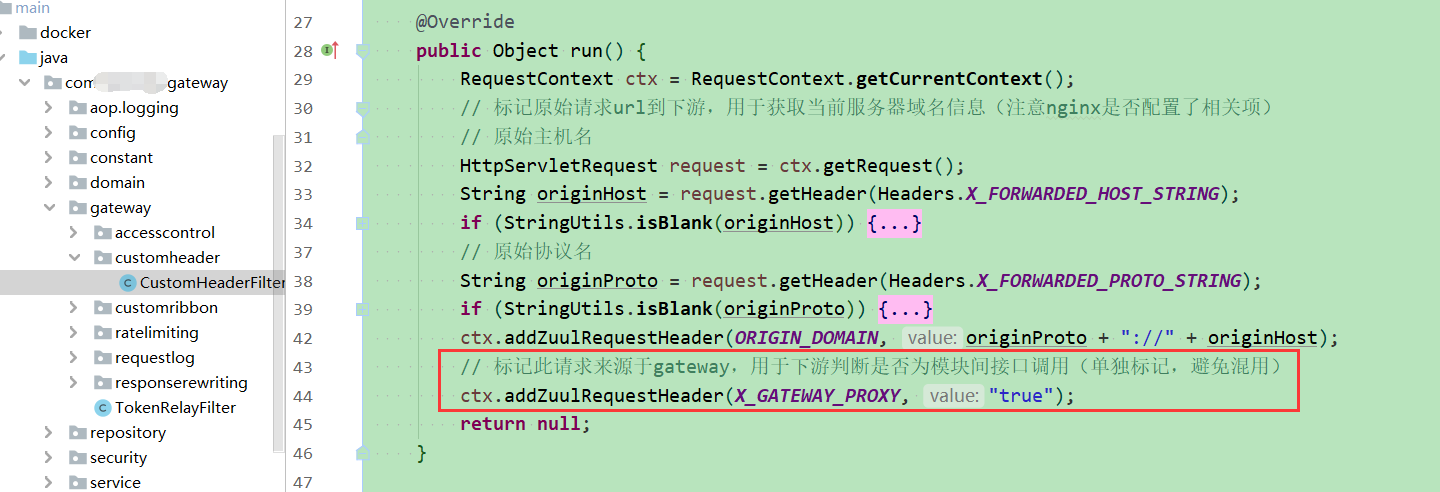 main
docker
java
com gateway
aop.logging
config
constant
domain
gateway
accesscontrol
customheader
CustomHeaderFilter
customribbon
ratelimiting
requestlog
responserewriting
TokenRelayFilter
repository
security
service
27 @Override
28 public Object run() {
29 RequestContext ctx = RequestContext.getCurrentContext();
30 // 标记原始请求url到下游，用于获取当前服务器域名信息（注意nginx是否配置了相关项）
31 // 原始主机名
32 HttpServletRequest request = ctx.getRequest();
33 String originHost = request.getHeader(Headers.X_FORWARDED_HOST_STRING);
34 if (StringUtils.isBlank(originHost)) {...}
37 // 原始协议名
38 String originProto = request.getHeader(Headers.X_FORWARDED_PROTO_STRING);
39 if (StringUtils.isBlank(originProto)) {...}
42 ctx.addZuulRequestHeader(ORIGIN_DOMAIN, value: originProto + "://" + originHost);
43 // 标记此请求来源于gateway，用于下游判断是否为模块间接口调用（单独标记，避免混用）
44 ctx.addZuulRequestHeader(X_GATEWAY_PROXY, value: "true");
45 return null;
46 }
47